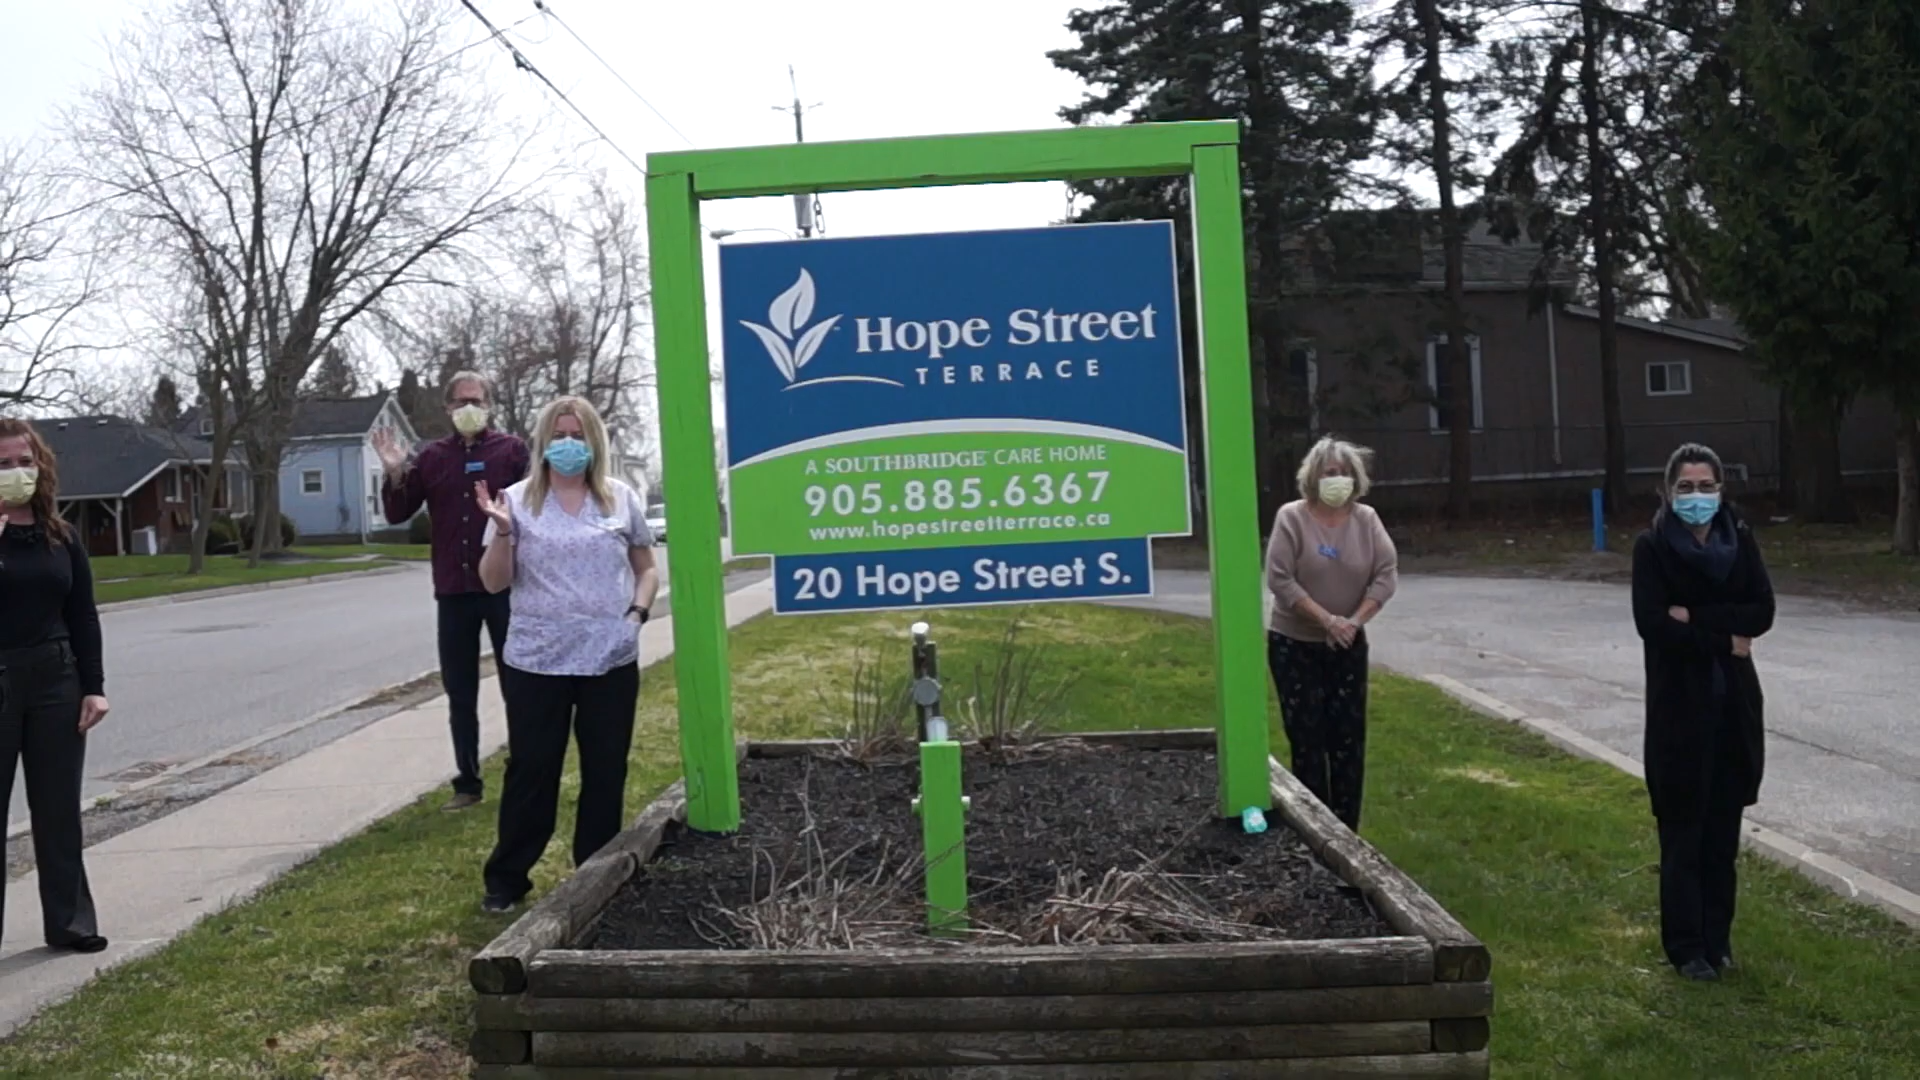 Hope Street
TERRACE
A SOUTHBRIDGE CARE HOME
905.885.6367
www.hopestreetterrace.ca
20 Hope Street S.